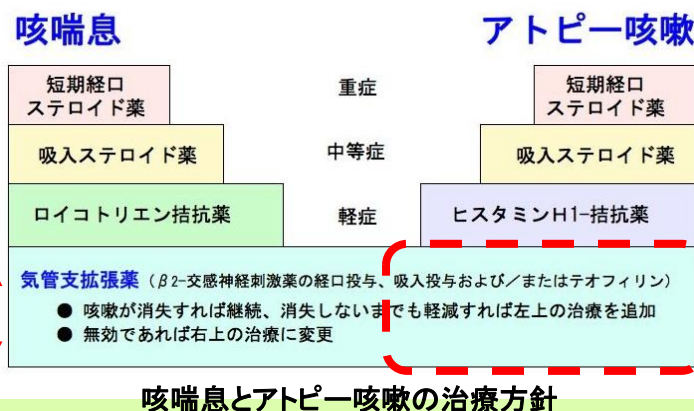 咳喘息
アトピー咳嗽
短期経口
ステロイド薬
重症
短期経口
ステロイド薬
吸入ステロイド薬
中等症
吸入ステロイド薬
ロイコトリエン拮抗薬
軽症
ヒスタミンH1-拮抗薬
気管支拡張薬(β2-交感神経刺激薬の経口投与、吸入投与および/またはテオフィリン)
● 咳嗽が消失すれば継続、消失しないまでも軽減すれば左上の治療を追加
● 無効であれば右上の治療に変更
咳喘息とアトピー咳嗽の治療方針